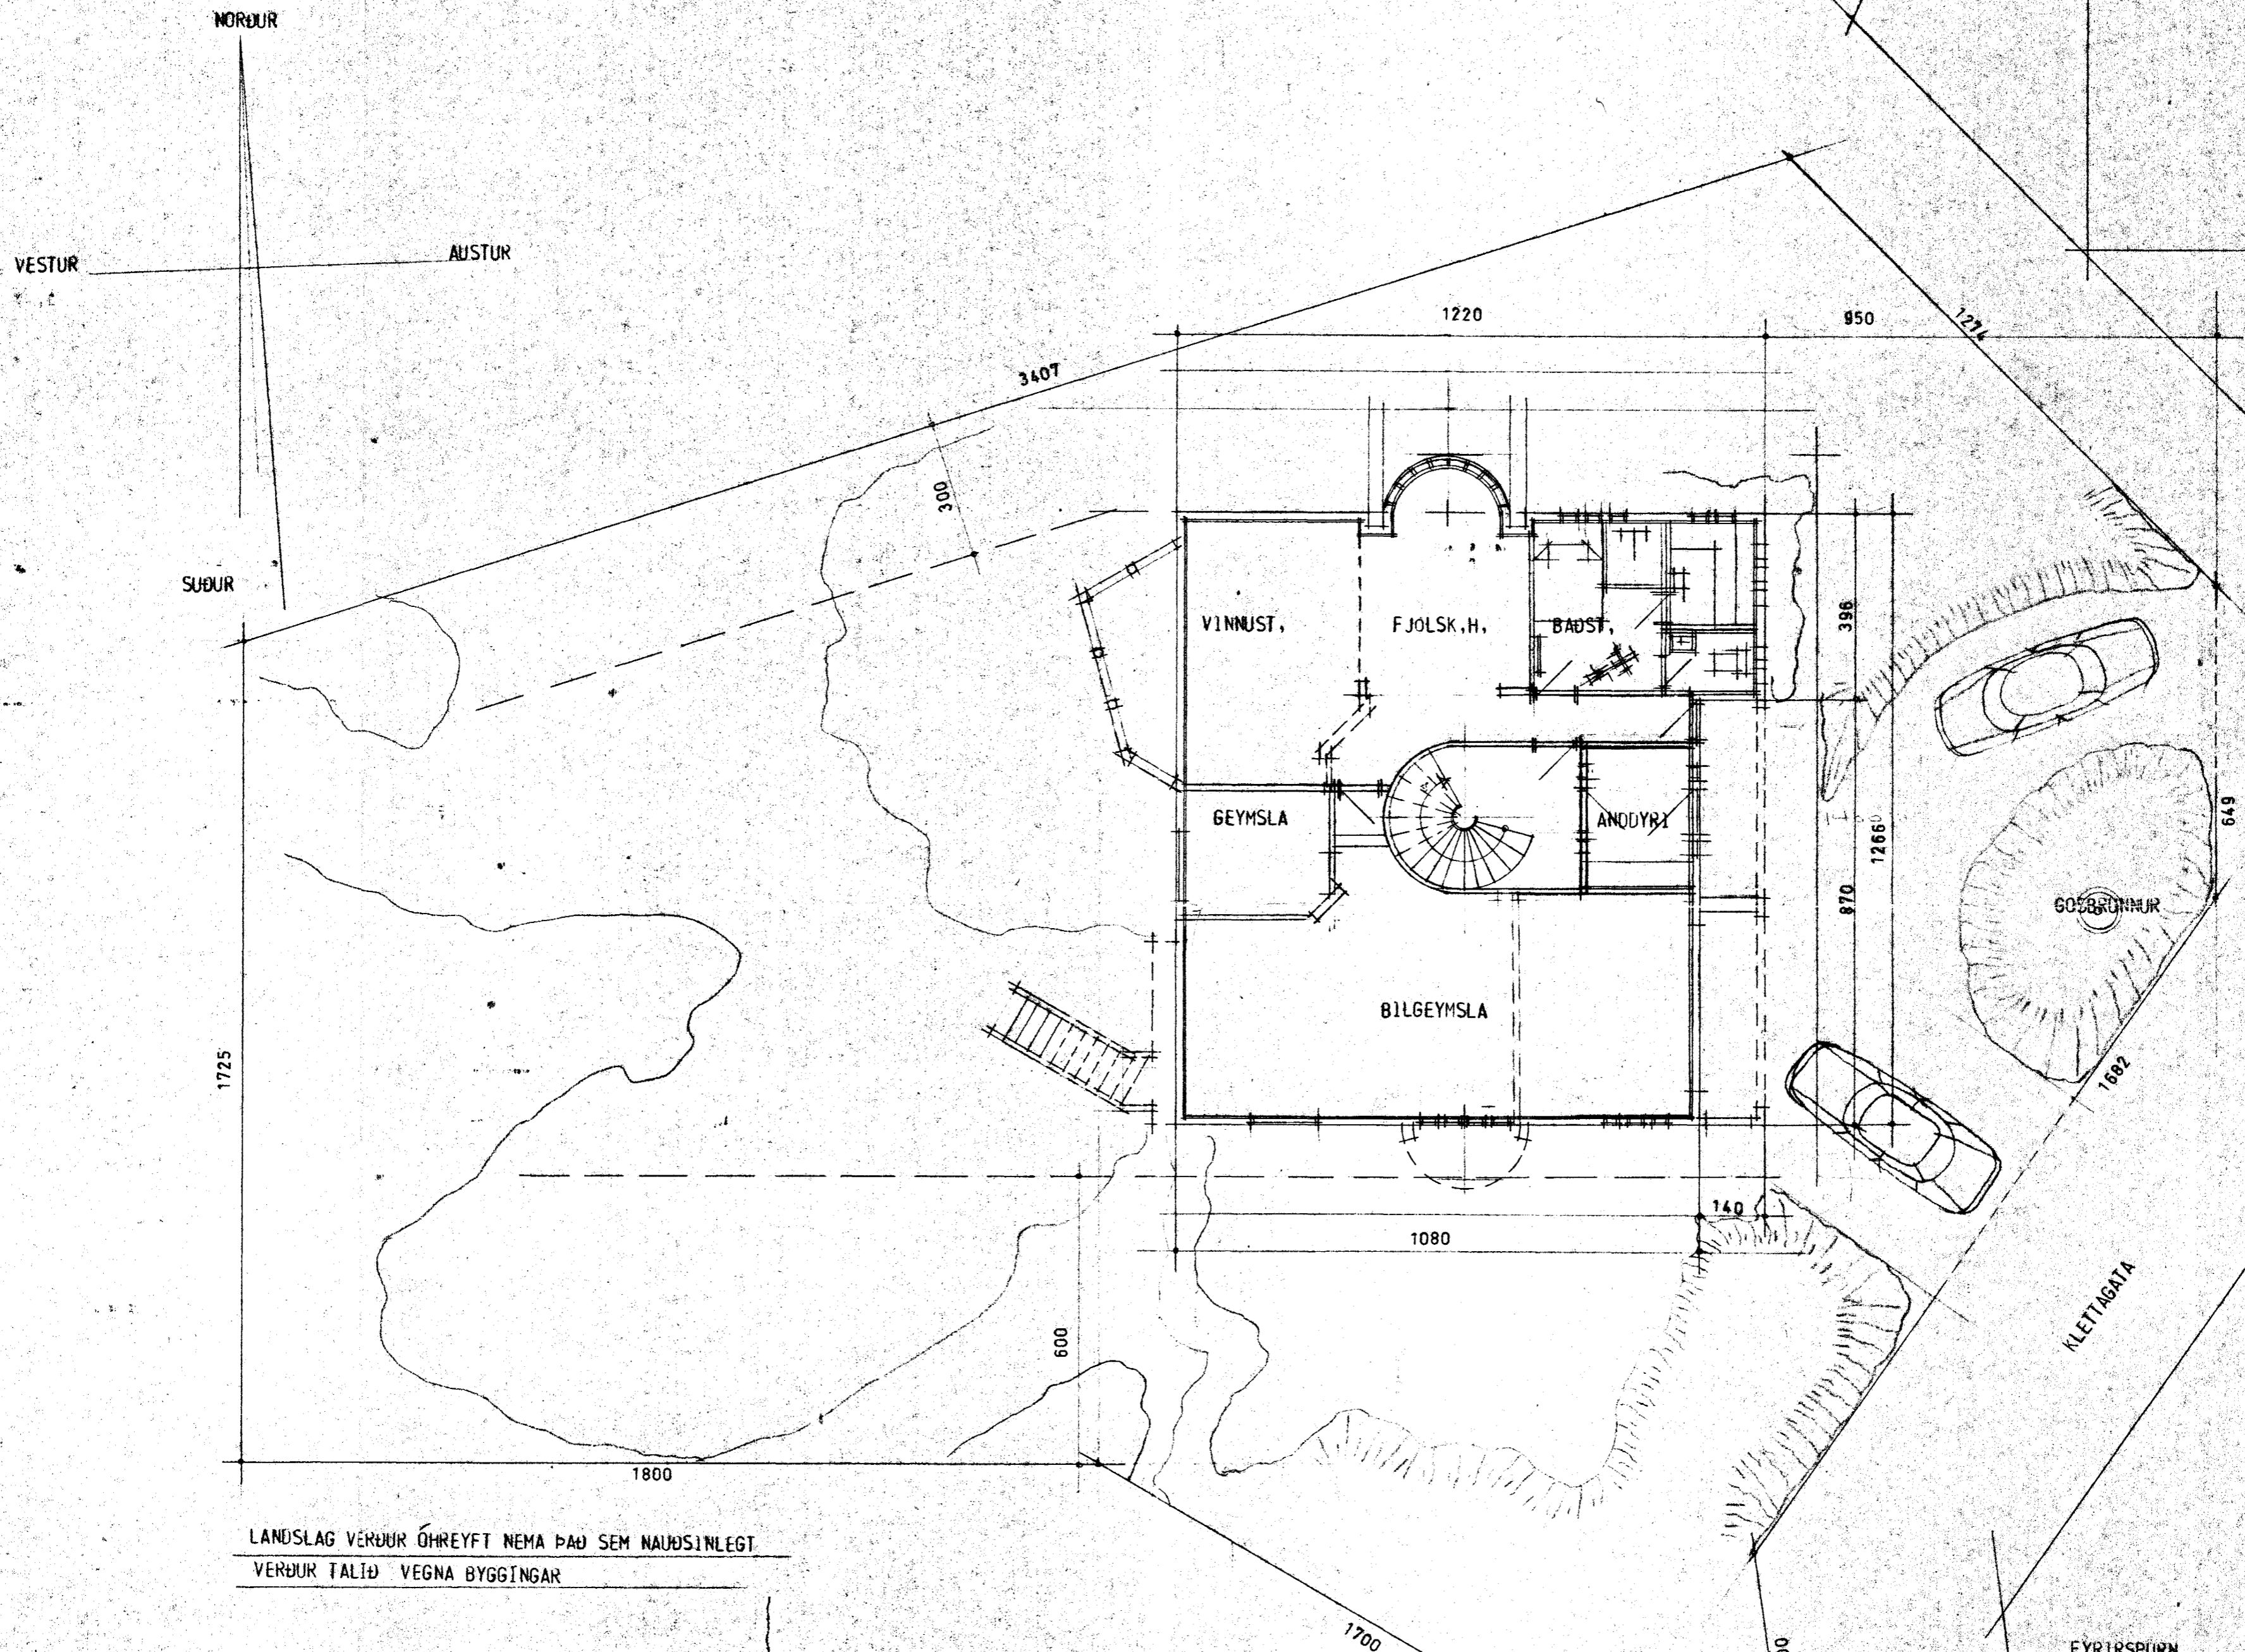 NORÐUR
VESTUR
AUSTUR
SUÐUR
1220
950
1274
3407
300
VINNUST,
FJÖLSK,H,
BAÐST,
396
649
GEYMSLA
ANDDYRI
1266
870
GOSBRUNNUR
BILGEYMSLA
1725
1682
140
1080
600
KLETTAGATA
1800
LANDSLAG VERÐUR ÓHREYFT NEMA ÞAÐ SEM NAUÐSINLEGT
VERÐUR TALIÐ VEGNA BYGGINGAR
1700
FYRIRSPURN